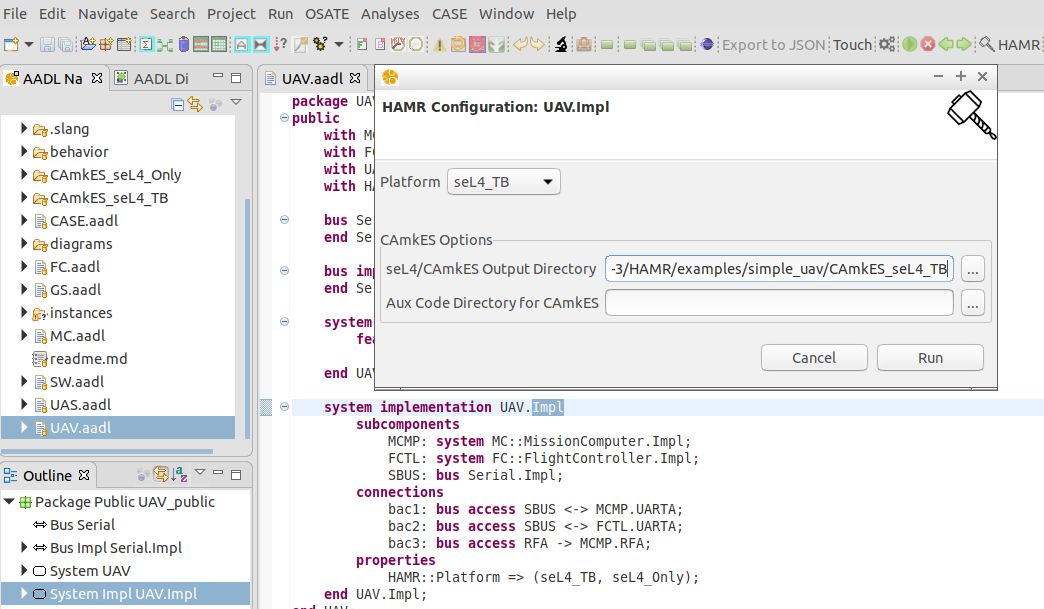 File Edit Navigate Search Project Run OSATE Analyses CASE Window Help
Export to JSON Touch HAMR
AADL Na AADL Di
.slang
behavior
CAmkES_seL4_Only
CAmkES_seL4_TB
CASE.aadl
diagrams
FC.aadl
GS.aadl
instances
MC.aadl
readme.md
SW.aadl
UAS.aadl
UAV.aadl
Outline
Package Public UAV_public
Bus Serial
Bus Impl Serial.Impl
System UAV
System Impl UAV.Impl
UAV.aadl
package UAV
public
with MC
with FC
with UA
with HA
bus Se
end Se
bus imp
end Se
system
fea
end UAV
system implementation UAV.Impl
subcomponents
MCMP: system MC::MissionComputer.Impl;
FCTL: system FC::FlightController.Impl;
SBUS: bus Serial.Impl;
connections
bac1: bus access SBUS <-> MCMP.UARTA;
bac2: bus access SBUS <-> FCTL.UARTA;
bac3: bus access RFA -> MCMP.RFA;
properties
HAMR::Platform => (seL4_TB, seL4_Only);
end UAV.Impl;
end UAV
HAMR Configuration: UAV.Impl
Platform seL4_TB
CAmkES Options
seL4/CAmkES Output Directory -3/HAMR/examples/simple_uav/CAmkES_seL4_TB ...
Aux Code Directory for CAmkES ...
Cancel Run